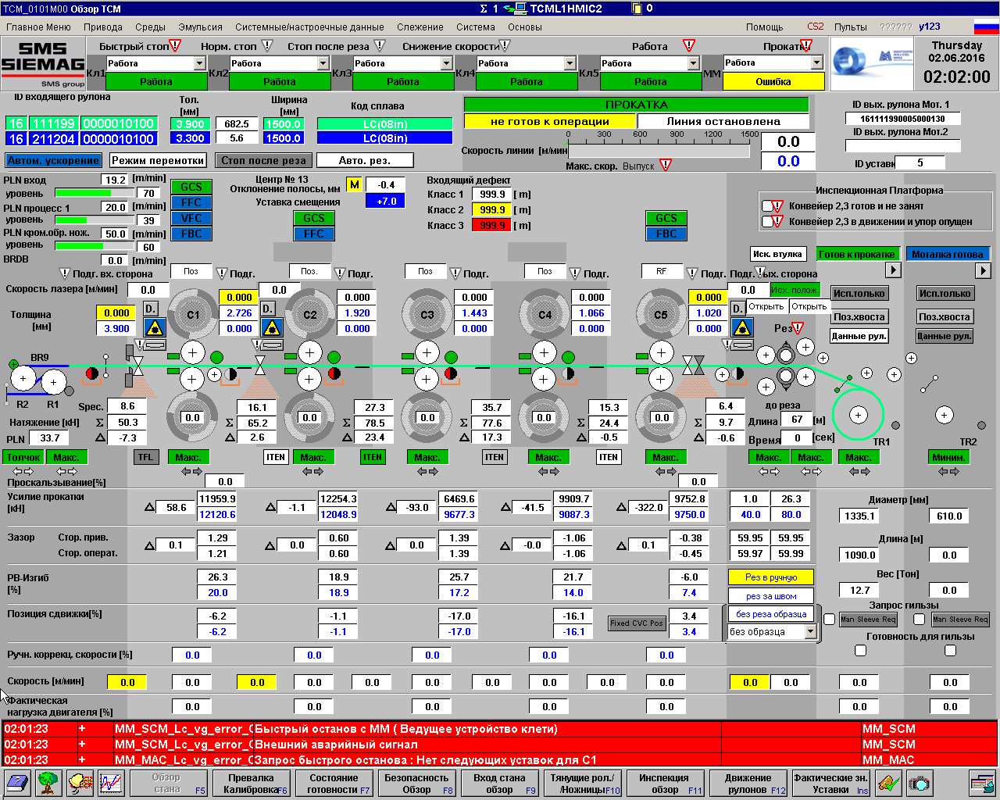 TCM_0101M00 Обзор TCM
Σ 1 TCML1HMIC2 0
Главное Меню Привода Среды Эмульсия Системные/настроечные данные Слежение Система Основы Помощь CS2 Пульты ?????? y123
SMS SIEMAG SMS group
Быстрый стоп Норм. стоп Стоп после реза Снижение скорости Работа Прокатка
Кл1 Работа Кл2 Работа Кл3 Работа Кл4 Работа Кл5 Работа ММ Работа
Работа Работа Работа Работа Работа Ошибка
Thursday
02.06.2016
02:02:00
ID входящего рулона Тол. [мм] Ширина [мм] Код сплава
16 111199 0000010100 3.900 682.5 1500.0 LC(08in)
16 211204 0000010100 3.300 5.6 1500.0 LC(08in)
Автом. ускорение Режим перемотки Стоп после реза Авто. рез.
ПРОКАТКА
не готов к операции Линия остановлена
Скорость линии [м/мин] 0 300 600 900 1200 1500 0.0
0.0
Макс. скор. Выпуск
ID вых. рулона Мот. 1
161111990005000130
ID вых. рулона Мот.2
ID уставк 5
PLN вход 19.2 [m/min]
уровень 70
PLN процесс 1 20.0 [m/min]
уровень 39
PLN кром.обр. нож. 50.0 [m/min]
уровень 60
BRDB 0.0 [m/min]
GCS
FFC
VFC
FBC
Центр № 13
Отклонение полосы, мм M -0.4
Уставка смещения +7.0
GCS
FFC
Входящий дефект
Класс 1 999.9 [ m]
Класс 2 999.9 [ m]
Класс 3 999.9 [ m]
GCS
FBC
Инспекционная Платформа
Конвейер 2,3 готов и не занят
Конвейер 2,3 в движении и упор опущен
Иск. втулка Готов к прокатке Моталка готова
Подг. вх. сторона Поз Подг. Поз. Подг. Поз Подг. Поз Подг. RF Подг. Подг. вых. сторона
Скорость лазера [м/мин] 0.0 0.0 0.0 Исх. полож.
Открыть Открыть
Толщина [мм] 0.000 3.900
D. C1 0.000 2.726 0.000
D. C2 0.000 1.920 0.000
C3 0.000 1.443 0.000
C4 0.000 1.066 0.000
C5 0.000 1.020 0.000
D.
Рез
Исп.только Исп.только
Поз.хвоста Поз.хвоста
Данные рул. Данные рул.
BR9
R2 R1
Spec. 8.6 16.1 27.3 35.7 15.3 6.4
Натяжение [кН] Σ 50.3 Σ 65.2 Σ 78.5 Σ 77.6 Σ 24.4 Σ 9.7
PLN 33.7 Δ -7.3 Δ 2.6 Δ 23.4 Δ 17.3 Δ -0.5 Δ -0.6
0.0 0.0 0.0 0.0 0.0
до реза
Длина 67 [м]
Время 0 [сек]
TR1 TR2
Толчок Макс. TFL Макс. ITEN Макс. ITEN Макс. ITEN Макс. ITEN Макс. Макс. Макс. Макс. Миним.
Проскальзывание[%] 0.0 0.0
Усилие прокатки [кН] Δ 58.6 11959.9 Δ -1.1 12254.3 Δ -93.0 6469.6 Δ -41.5 9909.7 Δ -322.0 9752.8 1.0 26.3
12120.6 12048.9 9677.3 9087.3 9750.0 40.0 80.0
Диаметр [мм]
1335.1 610.0
Зазор Стор. прив. Δ 0.1 1.29 Δ 0.0 0.60 Δ 0.0 1.39 Δ -0.0 -1.06 Δ 0.1 -0.38 59.95 59.95
Стор. операт. 1.21 0.60 1.39 -1.06 -0.45 59.97 59.99
Длина [м]
1090.0 0.0
РВ-Изгиб [%] 26.3 18.9 25.7 21.7 -6.0 Рез в ручную
20.0 18.9 17.2 14.0 7.4 рез за швом
Вес [Тон]
12.7 0.0
Позиция сдвижки[%] -6.2 -1.1 -17.0 -16.1 Fixed CVC Pos 3.4 без реза образца
-6.2 -1.1 -17.0 -16.1 3.4 без образца
Запрос гильзы
Man Sleeve Req Man Sleeve Req
Готовность для гильзы
Ручн. коррекц. скорости [%] 0.0 0.0 0.0 0.0 0.0
Скорость [м/мин] 0.0 0.0 0.0 0.0 0.0 0.0 0.0 0.0 0.0 0.0 0.0 0.0 0.0 0.0
Фактическая
нагрузка двигателя [%] 0.0 0.0 0.0 0.0 0.0 0.0 0.0
02:01:23 + MM_SCM_Lc_vg_error_0 Быстрый останов с ММ ( Ведущее устройство клети) MM_SCM
02:01:23 + MM_SCM_Lc_vg_error_0 Внешний аварийный сигнал MM_SCM
02:01:23 + MM_MAC_Lc_vg_error_0 Запрос быстрого останова : Нет следующих уставок для С1 MM_MAC
Обзор стана F5 Превалка Калибровка F6 Состояние готовности F7 Безопасность Обзор F8 Вход стана обзор F9 Тянущие рол./ /Ножницы F10 Инспекция обзор F11 Движение рулонов F12 Фактические зн. Уставки Ins